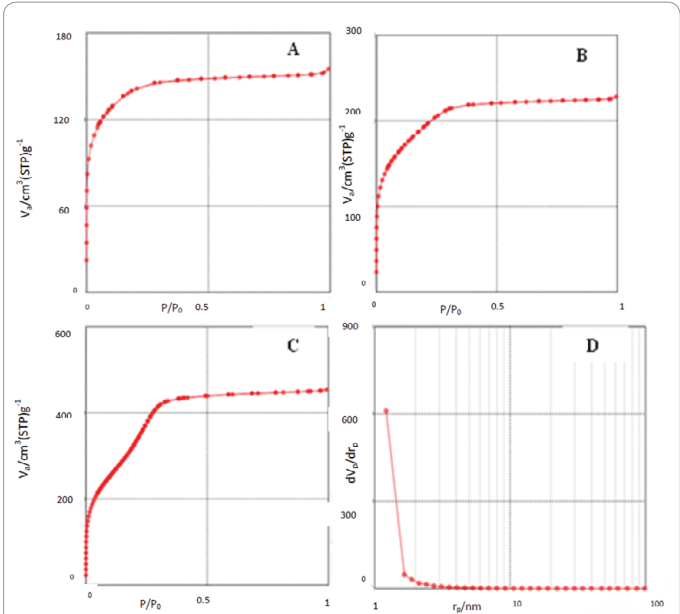 A
180
120
60
0
Va/cm³(STP)g⁻¹
0
P/P₀
0.5
1
B
300
200
100
0
Va/cm³(STP)g⁻¹
0
P/P₀
0.5
1
C
600
400
200
0
Va/cm³(STP)g⁻¹
0
P/P₀
0.5
1
D
900
600
300
0
dVp/drp
1
rp/nm
10
100